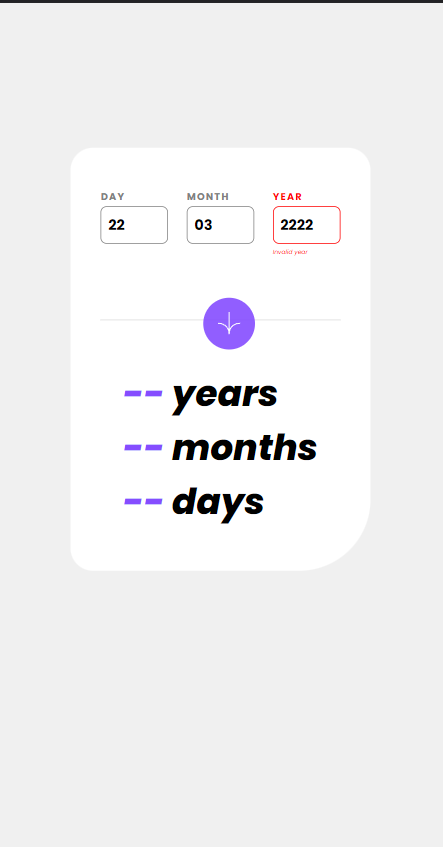 DAY MONTH YEAR
22 03 2222
Invalid year
-- years
-- months
-- days